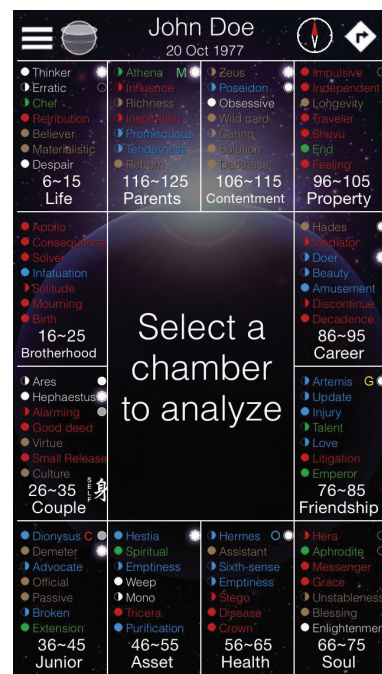 John Doe
20 Oct 1977
Thinker
Erratic
Chef
Retribution
Believer
Materialistic
Despair
6~15
Life
Athena M
Influence
Richness
Inspiration
Promiscuous
Tenderness
Reborn
116~125
Parents
Zeus
Poseidon
Obsessive
Wild card
Caring
Solution
Darkness
106~115
Contentment
Impulsive
Independent
Longevity
Traveler
Shuvu
End
Feeling
96~105
Property
Apollo
Consequence
Solver
Infatuation
Solitude
Mourning
Birth
16~25
Brotherhood
Select a
chamber
to analyze
Hades
Mediator
Doer
Beauty
Amusement
Discontinue
Decadence
86~95
Career
Ares
Hephaestus
Alarming
Good deed
Virtue
Small Release
Culture
26~35
Couple
SELF
身
Artemis G
Update
Injury
Talent
Love
Litigation
Emperor
76~85
Friendship
Dionysus C
Demeter
Advocate
Official
Passive
Broken
Extension
36~45
Junior
Hestia
Spiritual
Emptiness
Weep
Mono
Tricera
Purification
46~55
Asset
Hermes O
Assistant
Sixth-sense
Emptiness
Stego
Disease
Crown
56~65
Health
Hera
Aphrodite
Messenger
Grace
Unstableness
Blessing
Enlightenmen
66~75
Soul